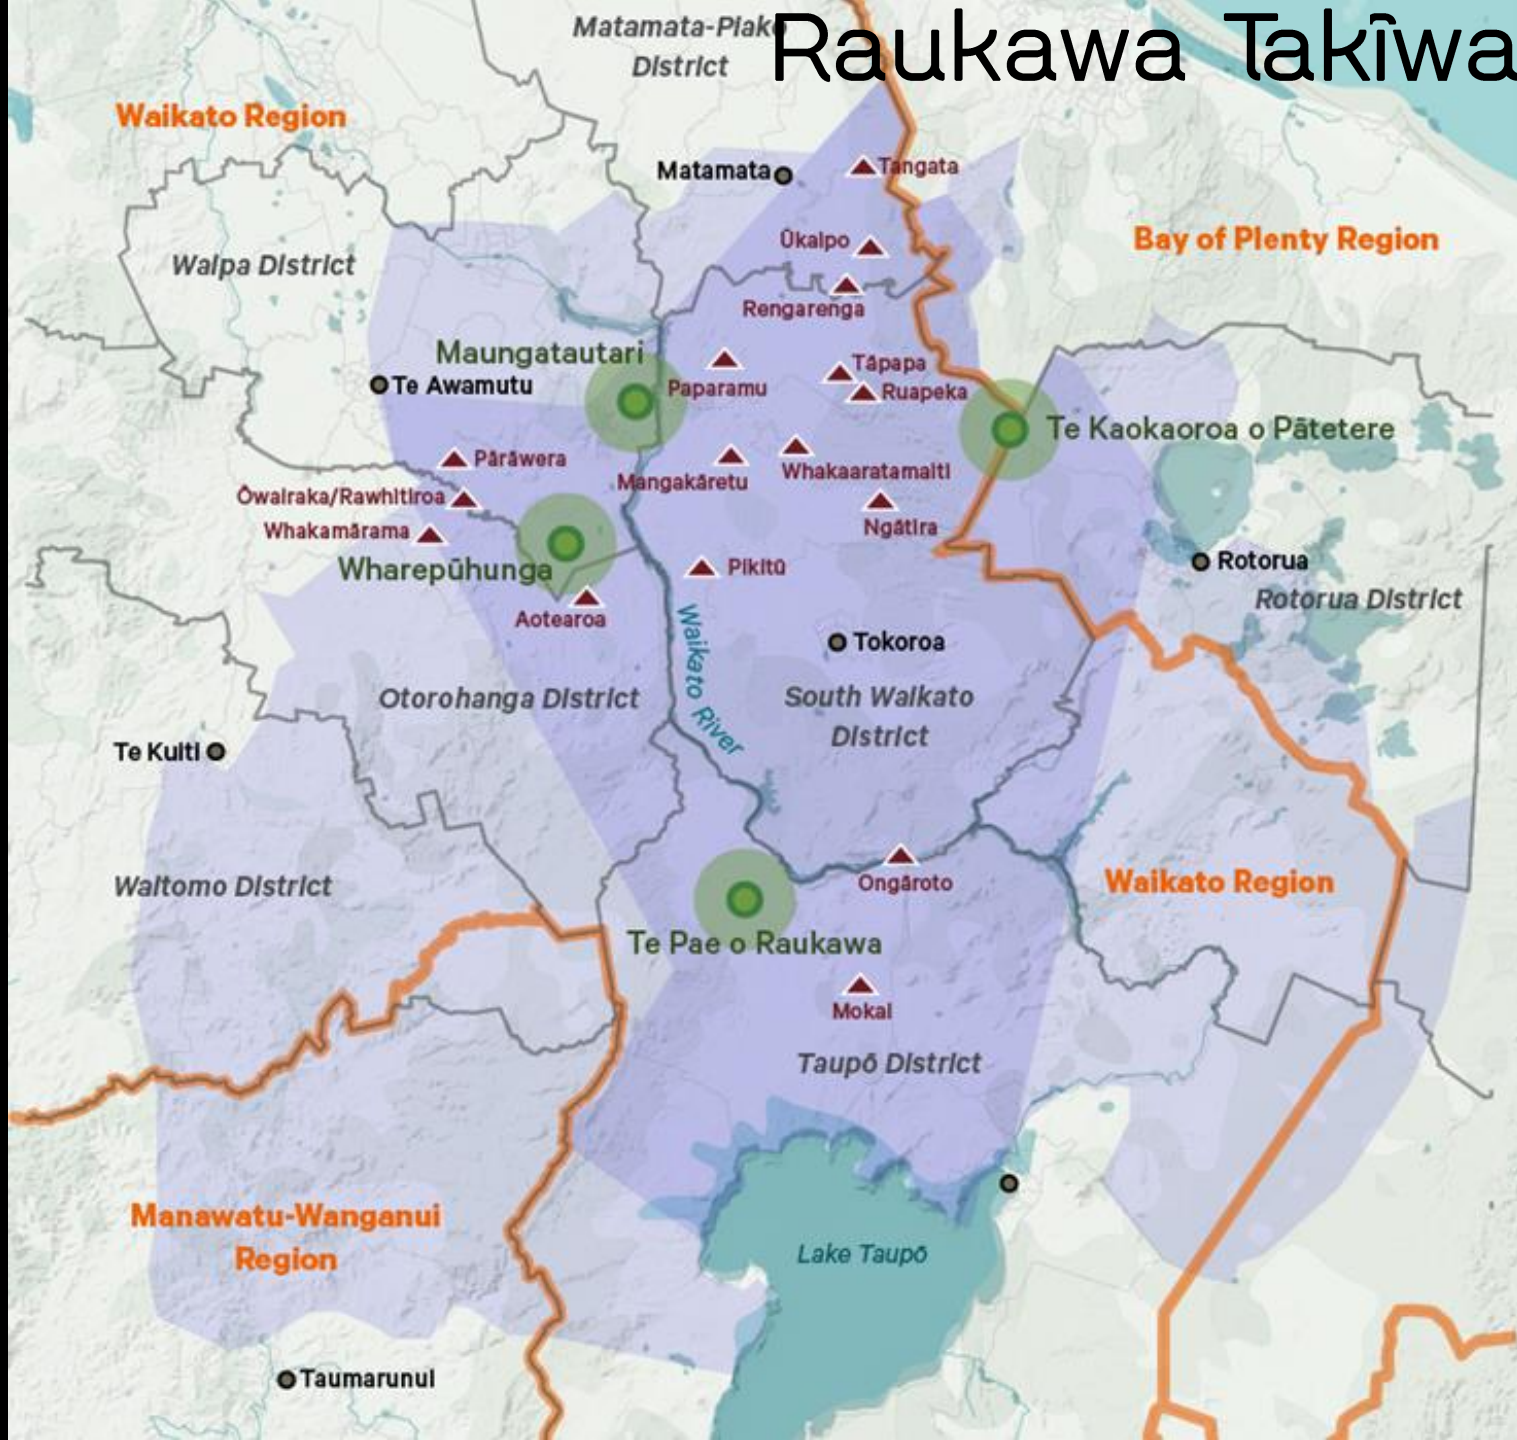 Raukawa Takīwa
Matamata-Piako
District
Waikato Region
Matamata
Tangata
Bay of Plenty Region
Ūkaipo
Waipa District
Rengarenga
Maungatautari
Te Awamutu
Paparamu
Tāpapa
Ruapeka
Te Kaokaoroa o Pātetere
Pārāwera
Mangakāretu
Whakaaratamaiti
Ōwairaka/Rawhitiroa
Whakamārama
Ngātira
Wharepūhunga
Pikitū
Rotorua
Aotearoa
Rotorua District
Waikato River
Tokoroa
Otorohanga District
South Waikato
District
Te Kuiti
Waitomo District
Ongāroto
Waikato Region
Te Pae o Raukawa
Mokai
Taupō District
Manawatu-Wanganui
Region
Lake Taupō
Taumarunui